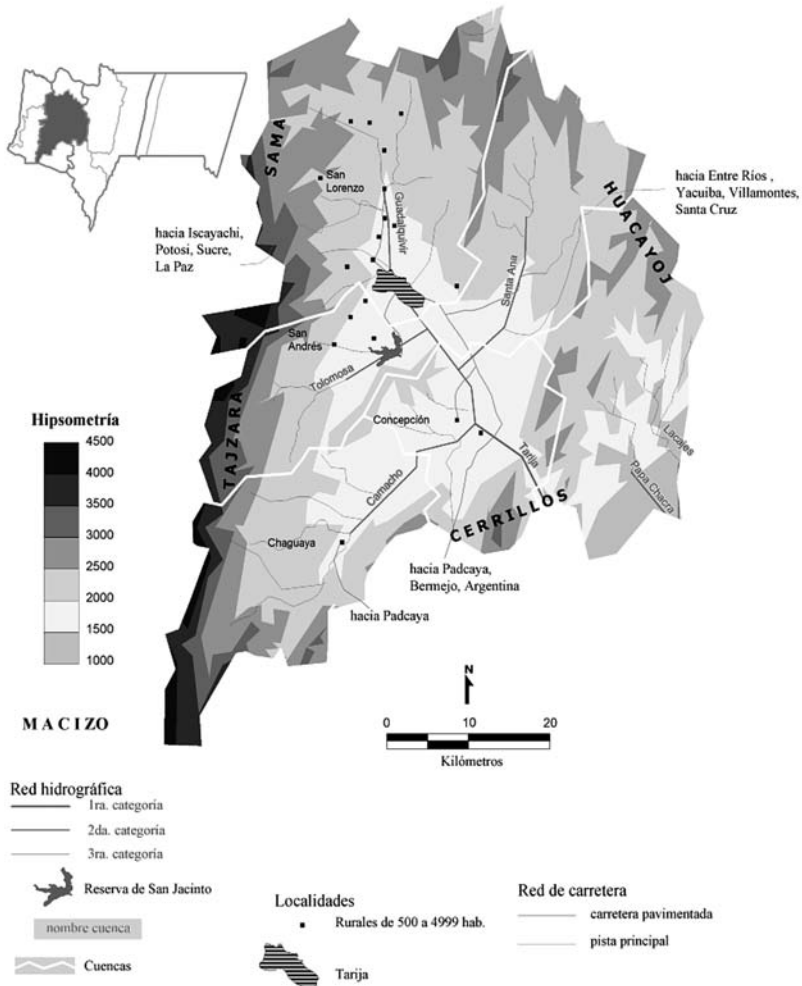 SAMA
San
Lorenzo
Guadalquivir
hacia Entre Ríos ,
Yacuiba, Villamontes,
Santa Cruz
HUACAYOJ
hacia Iscayachi,
Potosi, Sucre,
La Paz
Santa Ana
San
Andrés
Tolomosa
TAJZARA
Concepción
Lacajes
Papa Chacra
Tarija
Camacho
CERRILLOS
Chaguaya
hacia Padcaya,
Bermejo, Argentina
hacia Padcaya
Hipsometría
4500
4000
3500
3000
2500
2000
1500
1000
MACIZO
N
0 10 20
Kilómetros
Red hidrográfica
1ra. categoría
2da. categoría
3ra. categoría
Reserva de San Jacinto
nombre cuenca
Cuencas
Localidades
Rurales de 500 a 4999 hab.
Tarija
Red de carretera
carretera pavimentada
pista principal